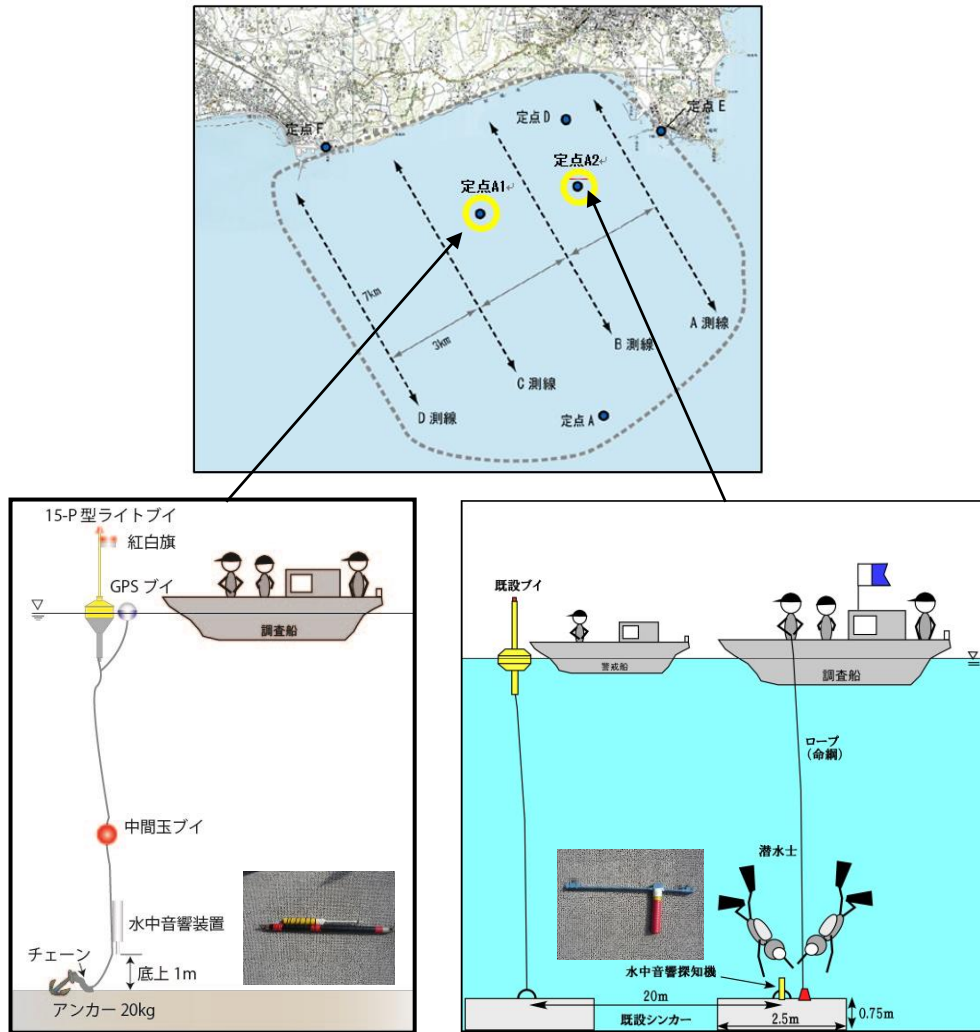 定点F
定点D
定点E
定点A1
定点A2
7km
3km
A 測線
B 測線
C 測線
D 測線
定点 A
15-P 型ライトブイ
紅白旗
GPS ブイ
調査船
中間玉ブイ
水中音響装置
チェーン
底上 1m
アンカー 20kg
既設ブイ
警戒船
調査船
ロープ
(命綱)
潜水士
水中音響探知機
20m
既設シンカー
2.5m
0.75m